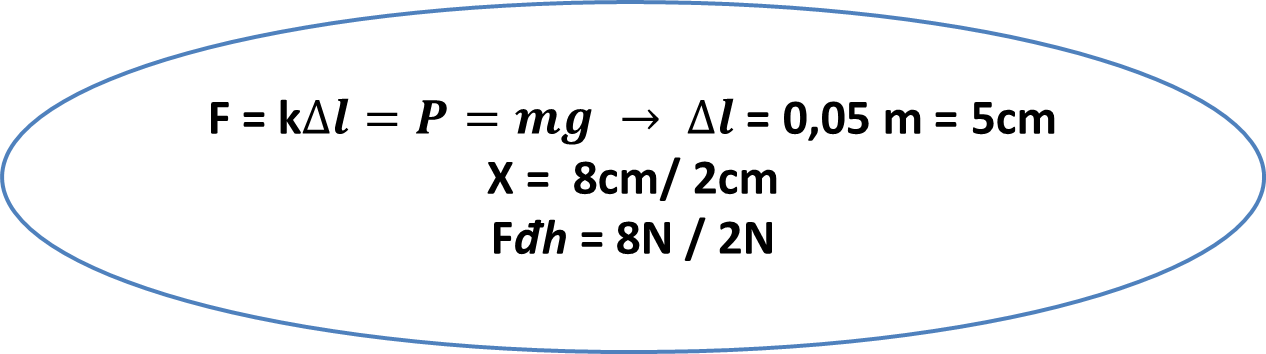 F = kΔl = P = mg → Δl = 0,05 m = 5cm
X = 8cm/ 2cm
Fđh = 8N / 2N